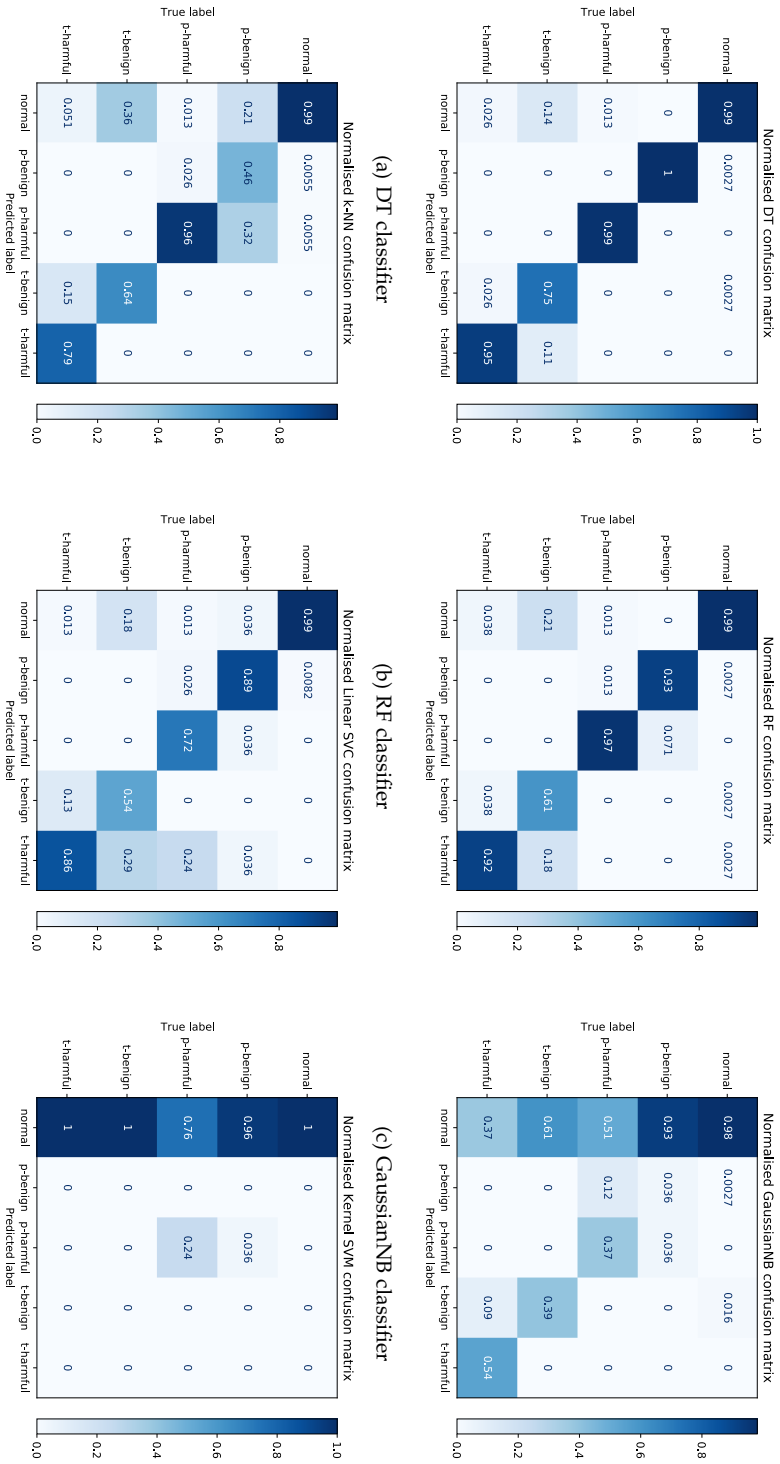 Normalised DT confusion matrix
True label
normal 0.99 0.0027 0 0.0027 0
p-benign 0 1 0 0 0
p-harmful 0.013 0 0.99 0 0
t-benign 0.14 0 0 0.75 0.11
t-harmful 0.026 0 0 0.026 0.95
normal p-benign p-harmful t-benign t-harmful
Predicted label
1.0
0.8
0.6
0.4
0.2
0.0
(a) DT classifier
Normalised RF confusion matrix
True label
normal 0.99 0.0027 0 0.0027 0.0027
p-benign 0 0.93 0.071 0 0
p-harmful 0.013 0.013 0.97 0 0
t-benign 0.21 0 0 0.61 0.18
t-harmful 0.038 0 0 0.038 0.92
normal p-benign p-harmful t-benign t-harmful
Predicted label
0.8
0.6
0.4
0.2
0.0
(b) RF classifier
Normalised GaussianNB confusion matrix
True label
normal 0.98 0.0027 0 0.016 0
p-benign 0.93 0.036 0.036 0 0
p-harmful 0.51 0.12 0.37 0 0
t-benign 0.61 0 0 0.39 0
t-harmful 0.37 0 0 0.09 0.54
normal p-benign p-harmful t-benign t-harmful
Predicted label
0.8
0.6
0.4
0.2
0.0
(c) GaussianNB classifier
Normalised k-NN confusion matrix
True label
normal 0.99 0.0055 0.0055 0 0
p-benign 0.21 0.46 0.32 0 0
p-harmful 0.013 0.026 0.96 0 0
t-benign 0.36 0 0 0.64 0
t-harmful 0.051 0 0 0.15 0.79
normal p-benign p-harmful t-benign t-harmful
Predicted label
0.8
0.6
0.4
0.2
0.0
Normalised Linear SVC confusion matrix
True label
normal 0.99 0.0082 0 0 0
p-benign 0.036 0.89 0.036 0 0.036
p-harmful 0.013 0.026 0.72 0 0.24
t-benign 0.18 0 0 0.54 0.29
t-harmful 0.013 0 0 0.13 0.86
normal p-benign p-harmful t-benign t-harmful
Predicted label
0.8
0.6
0.4
0.2
0.0
Normalised Kernel SVM confusion matrix
True label
normal 1 0 0 0 0
p-benign 0.96 0 0.036 0 0
p-harmful 0.76 0 0.24 0 0
t-benign 1 0 0 0 0
t-harmful 1 0 0 0 0
normal p-benign p-harmful t-benign t-harmful
Predicted label
1.0
0.8
0.6
0.4
0.2
0.0